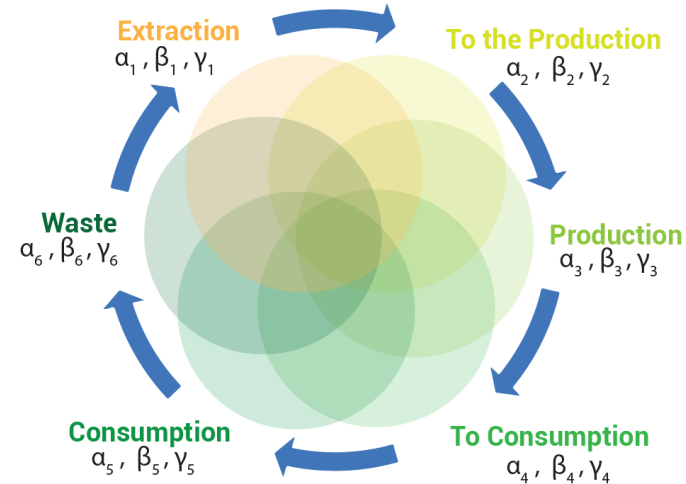 Extraction
α₁, β₁, γ₁
To the Production
α₂, β₂, γ₂
Production
α₃, β₃, γ₃
To Consumption
α₄, β₄, γ₄
Consumption
α₅, β₅, γ₅
Waste
α₆, β₆, γ₆